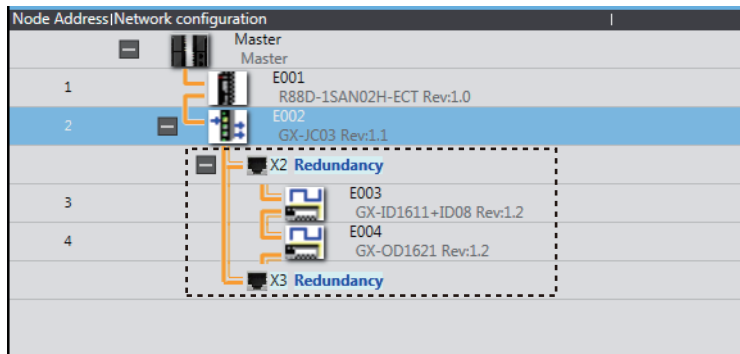 Node Address|Network configuration |
Master
Master
1 E001
R88D-1SAN02H-ECT Rev:1.0
2 E002
GX-JC03 Rev:1.1
X2 Redundancy
3 E003
GX-ID1611+ID08 Rev:1.2
4 E004
GX-OD1621 Rev:1.2
X3 Redundancy